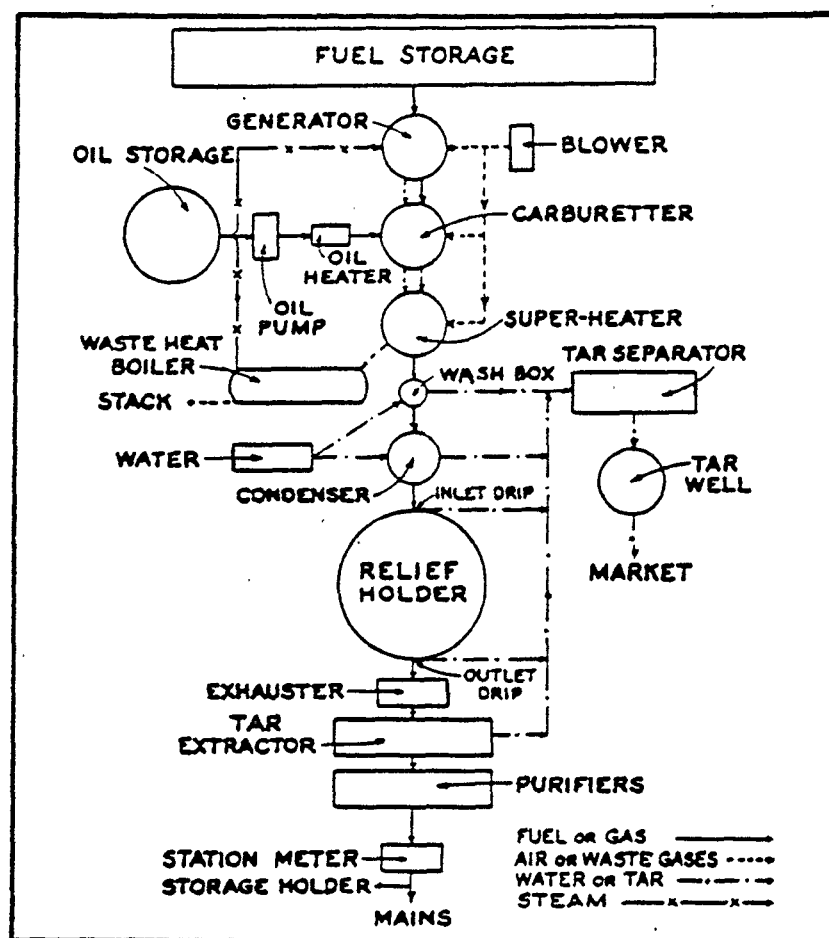 FUEL STORAGE
GENERATOR
BLOWER
OIL STORAGE
CARBURETTER
OIL
HEATER
OIL
PUMP
SUPER-HEATER
WASTE HEAT
BOILER
TAR SEPARATOR
WASH BOX
STACK
WATER
CONDENSER
TAR
WELL
INLET DRIP
RELIEF
HOLDER
MARKET
OUTLET
DRIP
EXHAUSTER
TAR
EXTRACTOR
PURIFIERS
STATION METER
STORAGE HOLDER
MAINS
FUEL OR GAS
AIR OR WASTE GASES
WATER OR TAR
STEAM